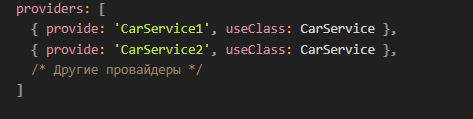 providers: [
{ provide: 'CarService1', useClass: CarService },
{ provide: 'CarService2', useClass: CarService },
/* Другие провайдеры */
]